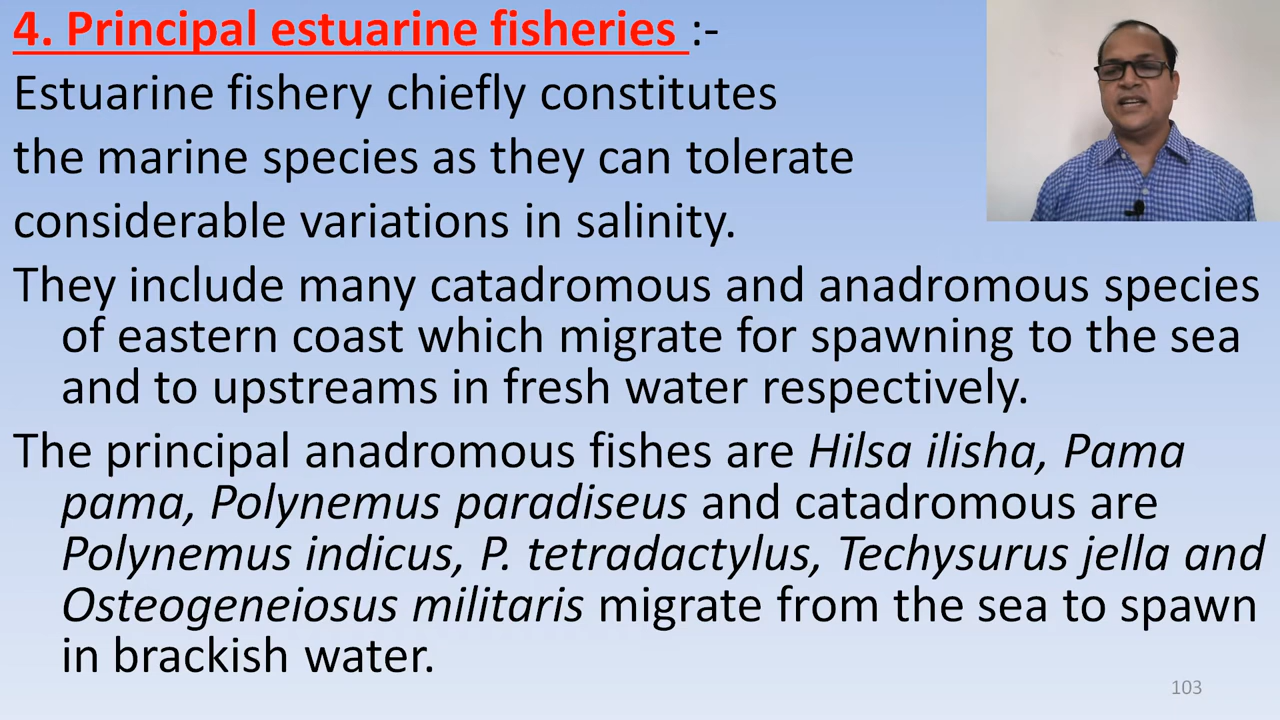 4. Principal estuarine fisheries :-
Estuarine fishery chiefly constitutes
the marine species as they can tolerate
considerable variations in salinity.
They include many catadromous and anadromous species
of eastern coast which migrate for spawning to the sea
and to upstreams in fresh water respectively.
The principal anadromous fishes are Hilsa ilisha, Pama
pama, Polynemus paradiseus and catadromous are
Polynemus indicus, P. tetradactylus, Techysurus jella and
Osteogeneiosus militaris migrate from the sea to spawn
in brackish water.
103